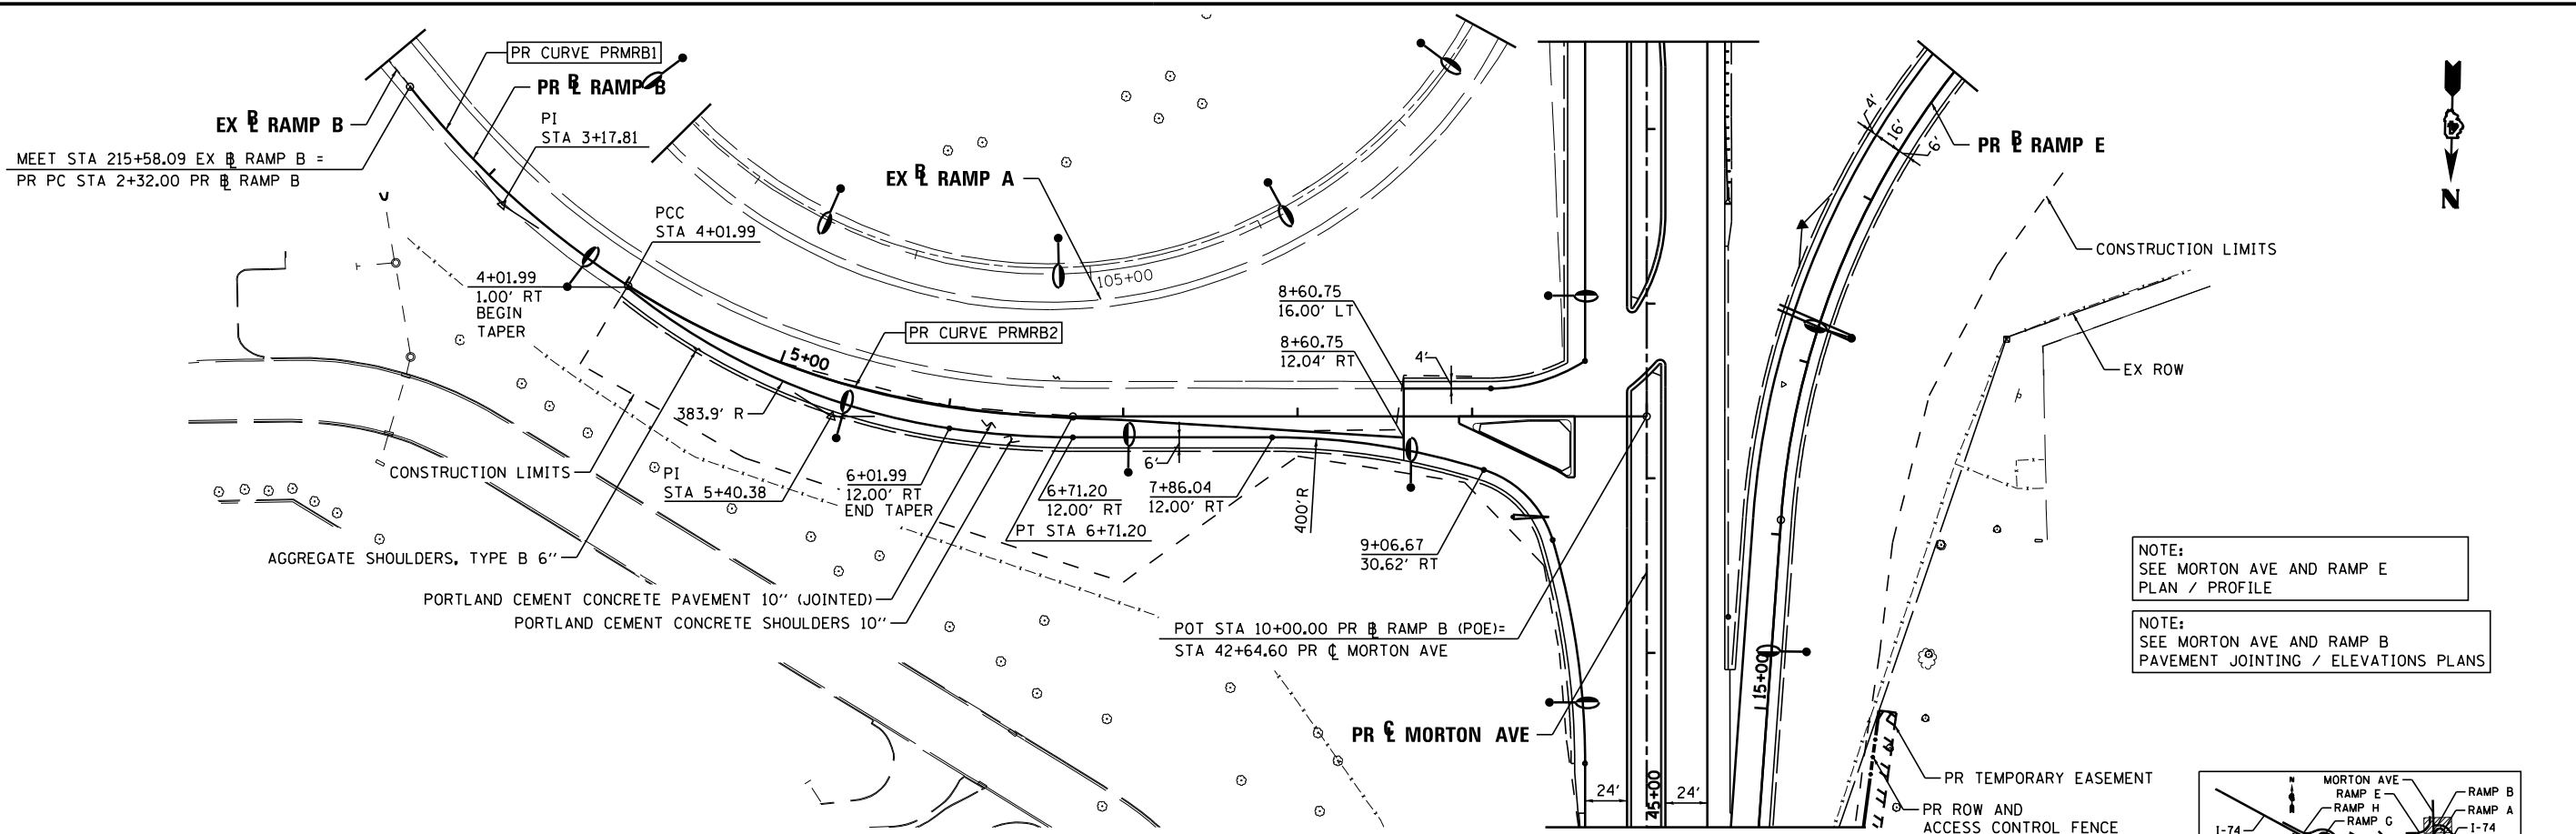 PR CURVE PRMRB1
PR ℄ RAMP B
EX ℄ RAMP B
PI
STA 3+17.81
MEET STA 215+58.09 EX ℄ RAMP B =
PR PC STA 2+32.00 PR ℄ RAMP B
EX ℄ RAMP A
PCC
STA 4+01.99
4+01.99
1.00' RT
BEGIN
TAPER
105+00
PR CURVE PRMRB2
5+00
8+60.75
16.00' LT
8+60.75
12.04' RT
4'
4'
16'
6'
PR ℄ RAMP E
N
CONSTRUCTION LIMITS
EX ROW
383.9' R
CONSTRUCTION LIMITS
PI
STA 5+40.38
6+01.99
12.00' RT
END TAPER
6'
6+71.20
12.00' RT
PT STA 6+71.20
7+86.04
12.00' RT
400'R
9+06.67
30.62' RT
AGGREGATE SHOULDERS, TYPE B 6"
PORTLAND CEMENT CONCRETE PAVEMENT 10" (JOINTED)
PORTLAND CEMENT CONCRETE SHOULDERS 10"
POT STA 10+00.00 PR ℄ RAMP B (POE)=
STA 42+64.60 PR ℄ MORTON AVE
NOTE:
SEE MORTON AVE AND RAMP E
PLAN / PROFILE
NOTE:
SEE MORTON AVE AND RAMP B
PAVEMENT JOINTING / ELEVATIONS PLANS
15+00
PR ℄ MORTON AVE
24'
45+00
24'
PR TEMPORARY EASEMENT
PR ROW AND
ACCESS CONTROL FENCE
N
MORTON AVE
RAMP E
RAMP H
RAMP G
I-74
RAMP B
RAMP A
I-74